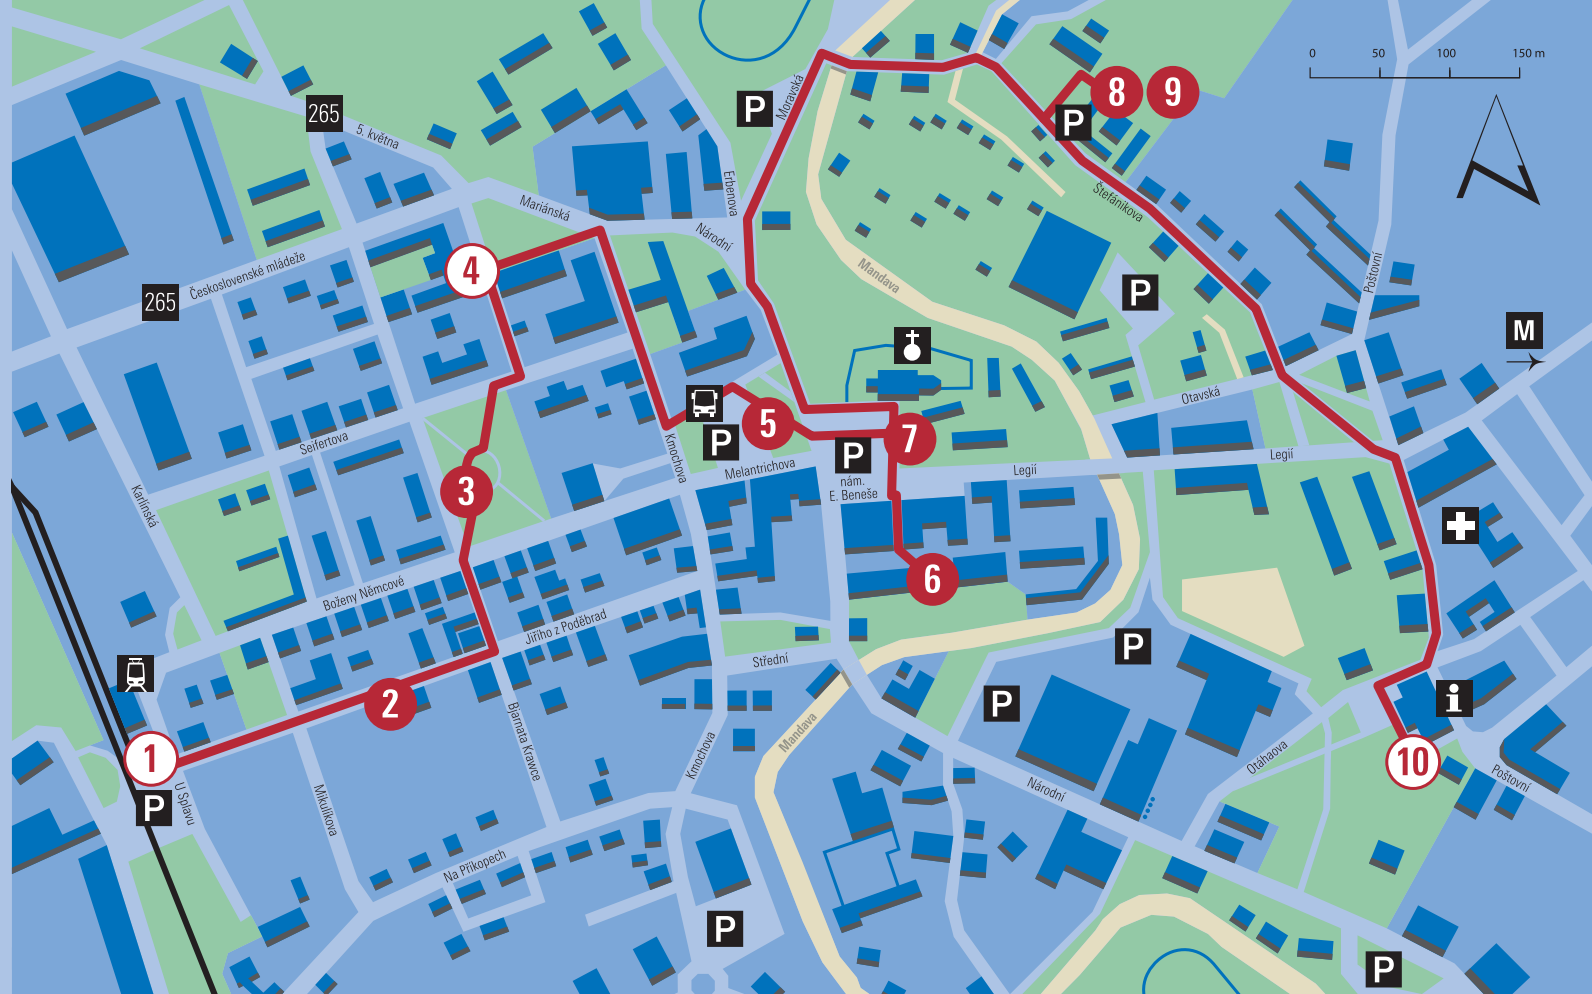 0 50 100 150 m
8 9
P
P
265
5. května
Moravská
Erbenova
Mariánská
Národní
Štefánikova
Poštovní
4
Československé mládeže
265
Mandava
P
M
5
P
7
P
Otavská
Seifertova
Kmochova
Melantrichova
nám.
E. Beneše
Legií
Legií
Karlínská
3
6
Boženy Němcové
Jiřího z Poděbrad
Střední
P
P
i
2
1
P
U Splavu
Bjarnata Krawce
Mandava
Kmochova
Otáhaova
10
Poštovní
Mikulíkova
Národní
Na Příkopech
P
P